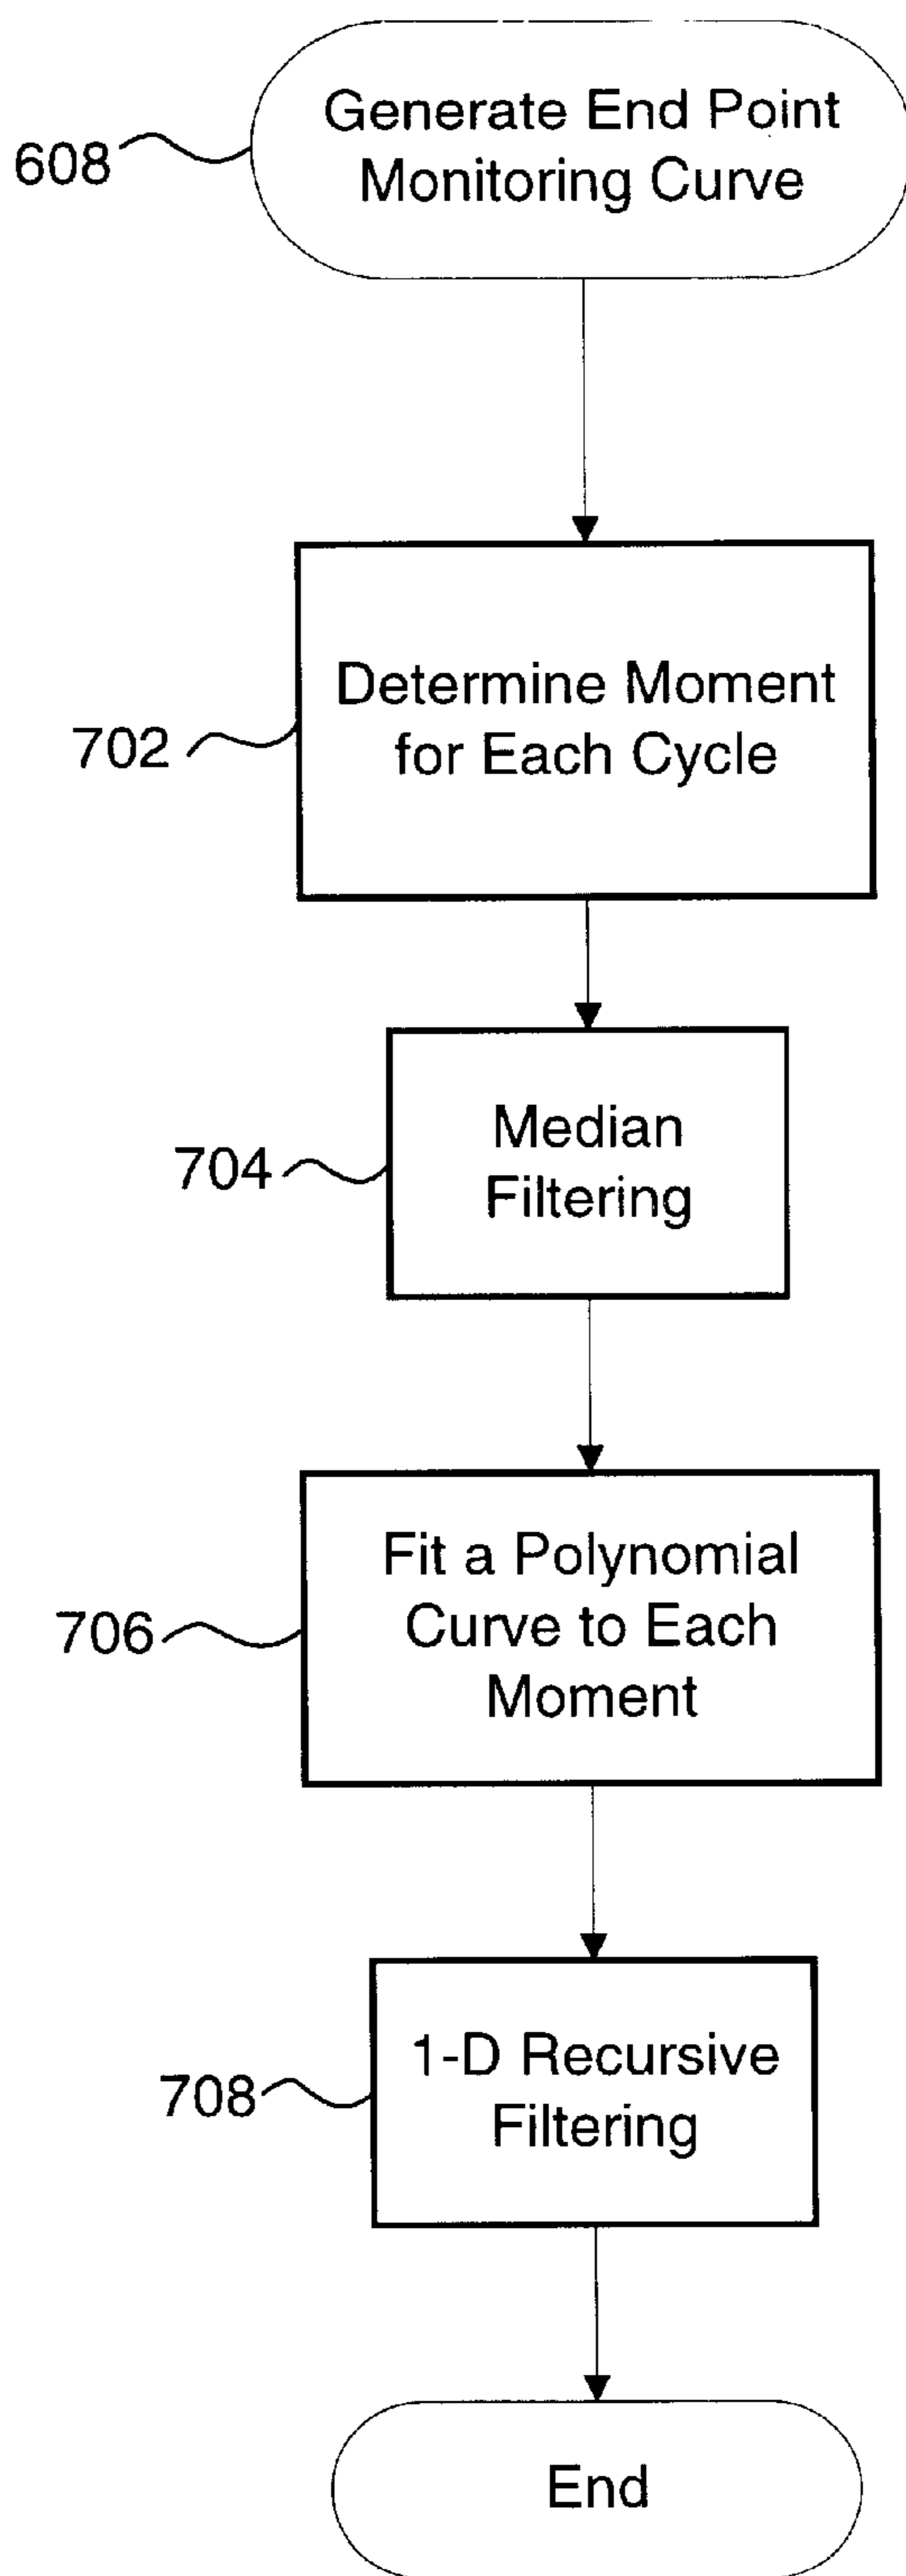 Generate End Point
Monitoring Curve
608
Determine Moment
for Each Cycle
702
Median
Filtering
704
Fit a Polynomial
Curve to Each
Moment
706
1-D Recursive
Filtering
708
End